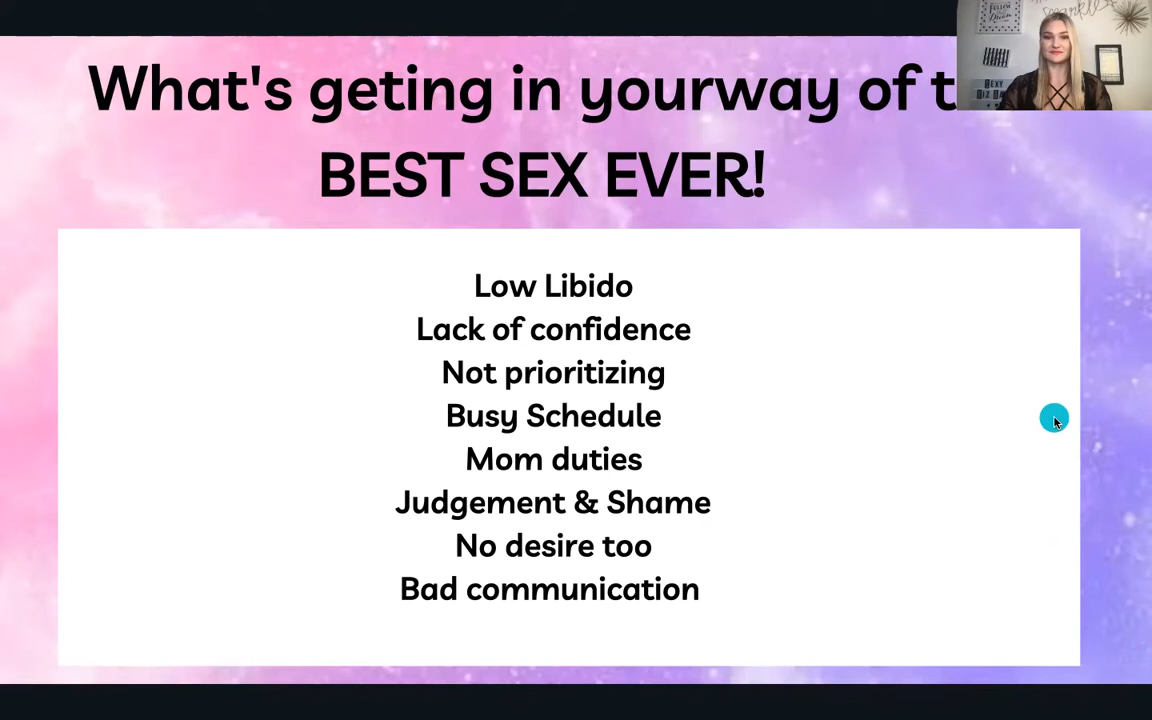 What's geting in yourway of t
BEST SEX EVER!
Low Libido
Lack of confidence
Not prioritizing
Busy Schedule
Mom duties
Judgement & Shame
No desire too
Bad communication